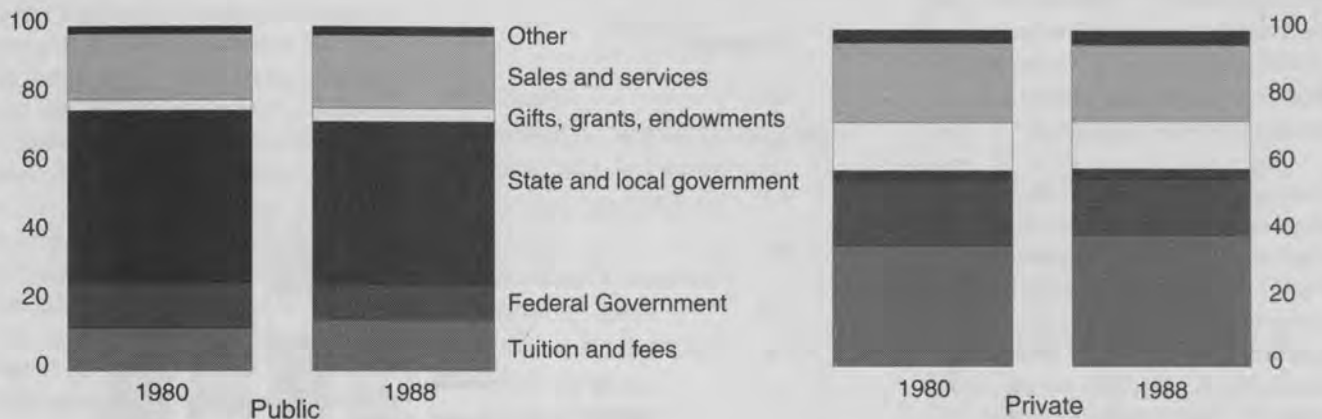 100
80
60
40
20
0
Other
Sales and services
Gifts, grants, endowments
State and local government
Federal Government
Tuition and fees
1980
1988
Public
100
80
60
40
20
0
1980
1988
Private